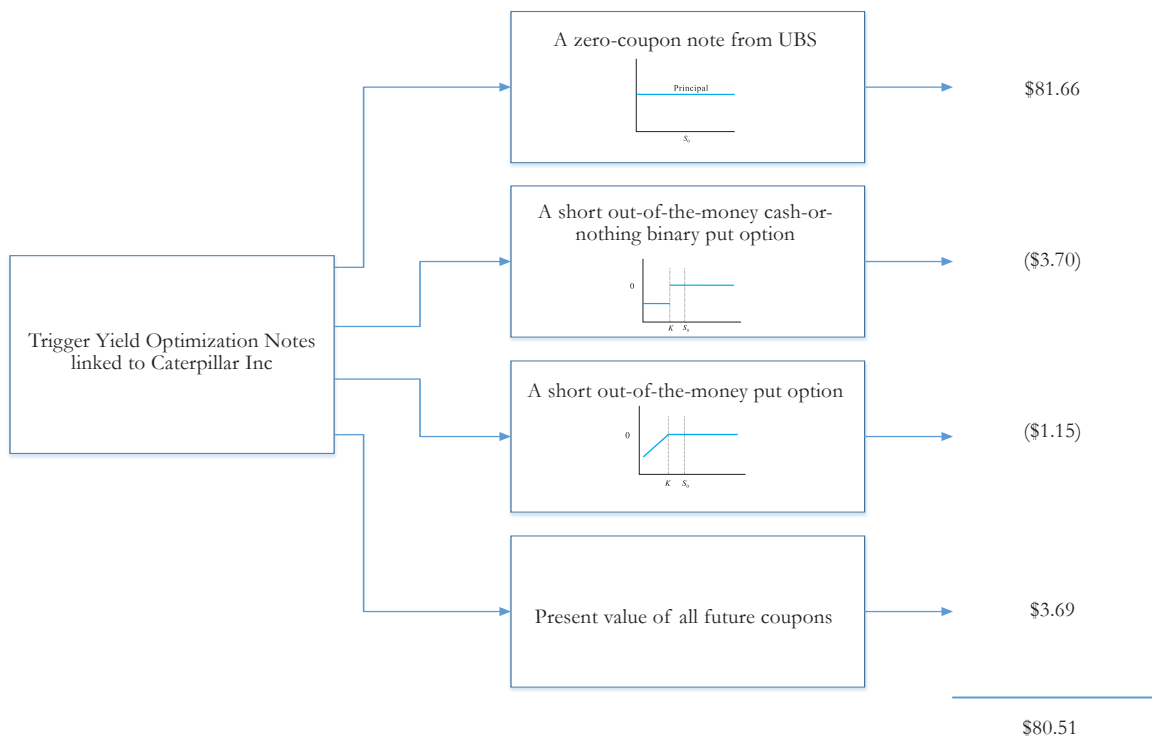 A zero-coupon note from UBS
Principal
S₀
$81.66
A short out-of-the-money cash-or-
nothing binary put option
0
K S₀
($3.70)
Trigger Yield Optimization Notes
linked to Caterpillar Inc
A short out-of-the-money put option
0
K S₀
($1.15)
Present value of all future coupons
$3.69
$80.51